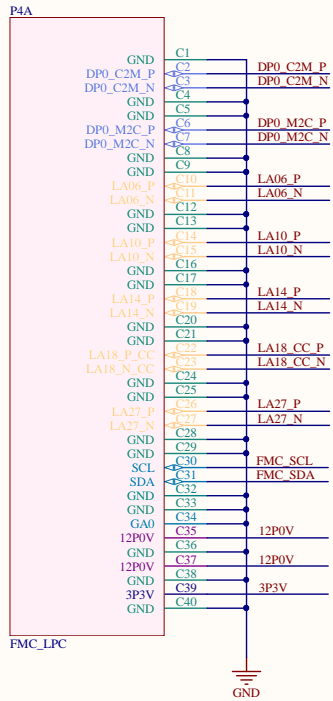 P4A
GND C1
DP0_C2M_P C2 DP0_C2M_P
DP0_C2M_N C3 DP0_C2M_N
GND C4
GND C5
DP0_M2C_P C6 DP0_M2C_P
DP0_M2C_N C7 DP0_M2C_N
GND C8
GND C9
LA06_P C10 LA06_P
LA06_N C11 LA06_N
GND C12
GND C13
LA10_P C14 LA10_P
LA10_N C15 LA10_N
GND C16
GND C17
LA14_P C18 LA14_P
LA14_N C19 LA14_N
GND C20
GND C21
LA18_P_CC C22 LA18_CC_P
LA18_N_CC C23 LA18_CC_N
GND C24
GND C25
LA27_P C26 LA27_P
LA27_N C27 LA27_N
GND C28
GND C29
SCL C30 FMC_SCL
SDA C31 FMC_SDA
GND C32
GND C33
GA0 C34
12P0V C35 12P0V
GND C36
12P0V C37 12P0V
GND C38
3P3V C39 3P3V
GND C40
FMC_LPC
GND